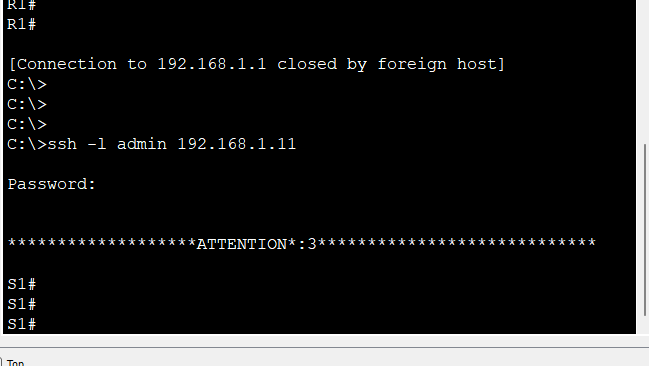 R1#
R1#
[Connection to 192.168.1.1 closed by foreign host]
C:\>
C:\>
C:\>
C:\>ssh -l admin 192.168.1.11
Password:
*******************ATTENTION*:3****************************
S1#
S1#
S1#
Top